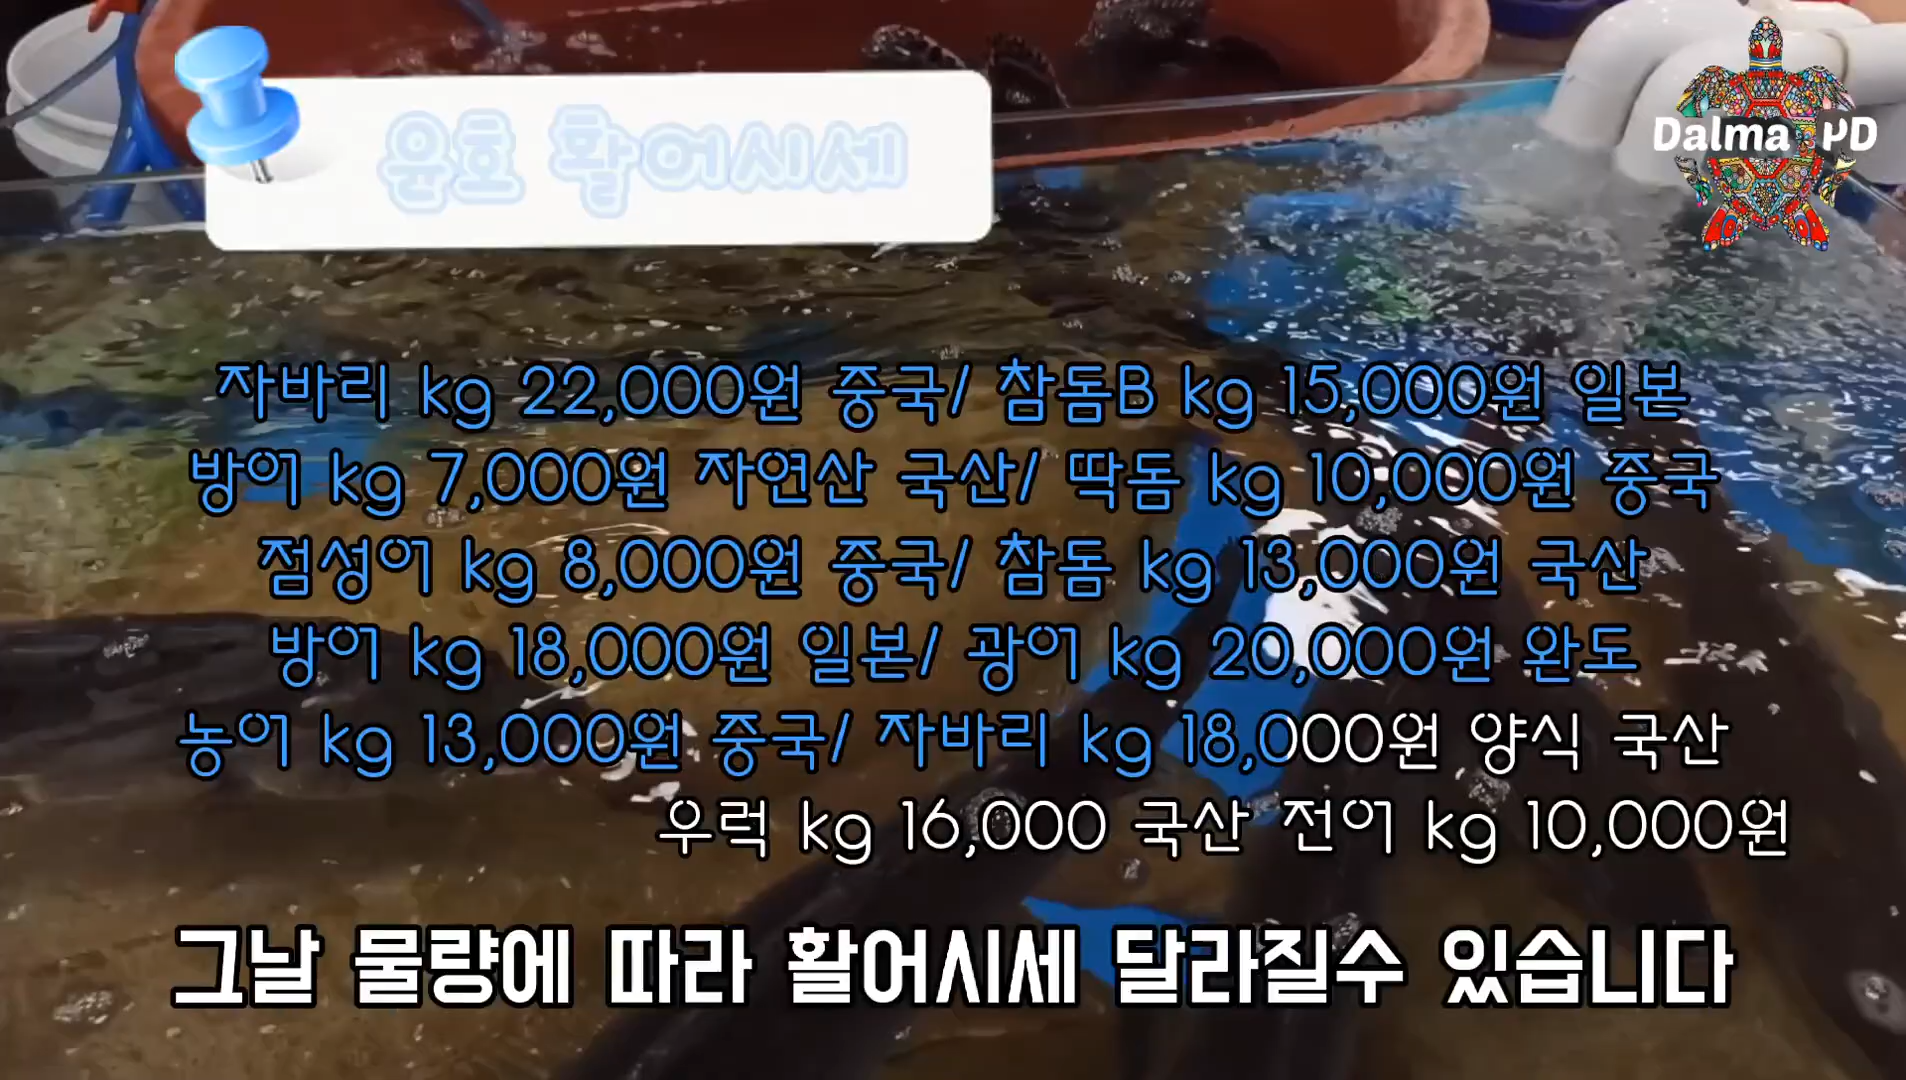 윤호 활어시세
Dalma PD
자바리 kg 22,000원 중국/ 참돔B kg 15,000원 일본
방어 kg 7,000원 자연산 국산/ 딱돔 kg 10,000원 중국
점성어 kg 8,000원 중국/ 참돔 kg 13,000원 국산
방어 kg 18,000원 일본/ 광어 kg 20,000원 완도
농어 kg 13,000원 중국/ 자바리 kg 18,000원 양식 국산
우럭 kg 16,000 국산 전어 kg 10,000원
그날 물량에 따라 활어시세 달라질수 있습니다